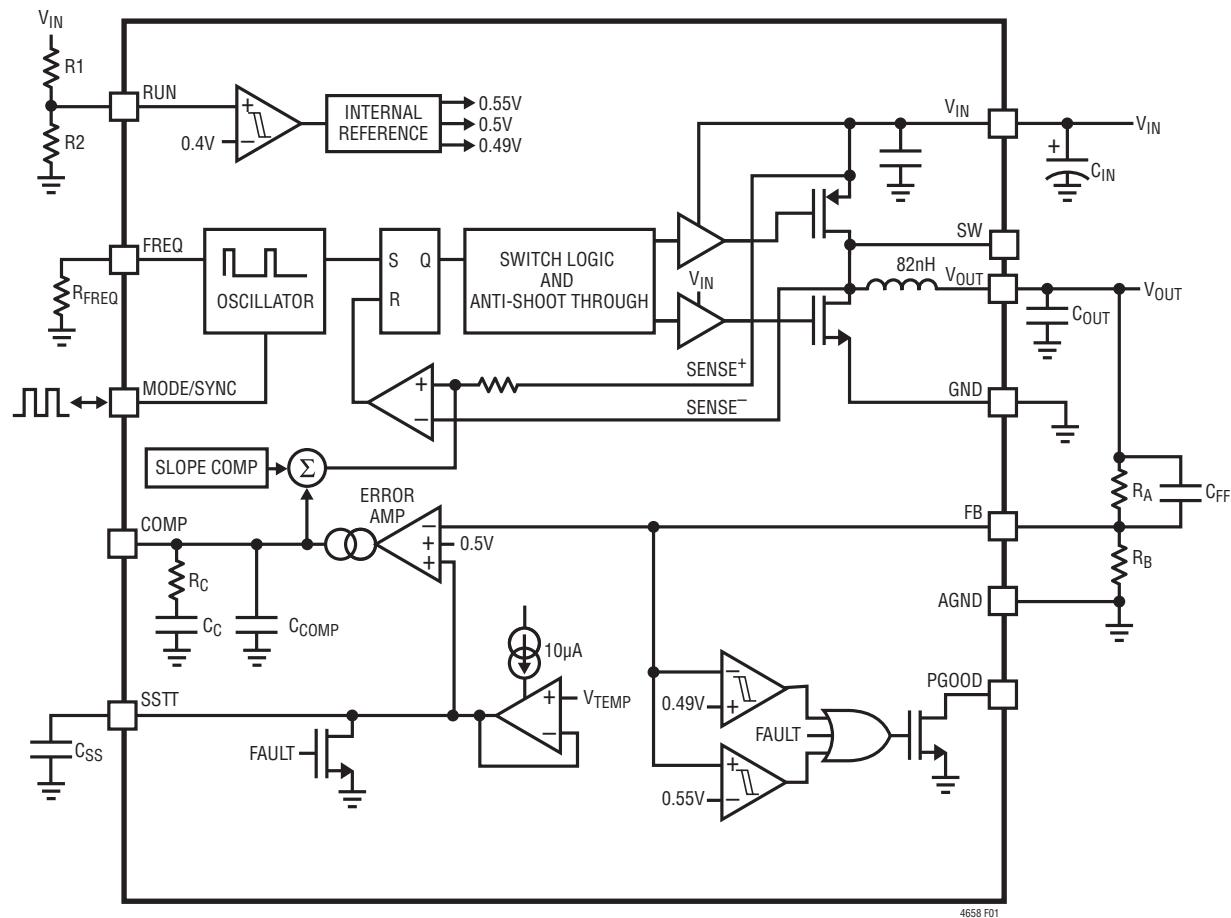 VIN
R1
RUN
R2
0.4V
+
–
INTERNAL
REFERENCE
0.55V
0.5V
0.49V
VIN
VIN
+
CIN
FREQ
RFREQ
OSCILLATOR
S Q
R
SWITCH LOGIC
AND
ANTI-SHOOT THROUGH
VIN
SW
82nH
VOUT
VOUT
COUT
MODE/SYNC
+
–
SENSE+
SENSE–
GND
SLOPE COMP
Σ
RA
CFF
COMP
ERROR
AMP
–
+
+
0.5V
FB
RB
RC
CC
CCOMP
AGND
10µA
SSTT
+
–
VTEMP
CSS
FAULT
–
0.49V
+
PGOOD
FAULT
+
0.55V
–
4658 F01